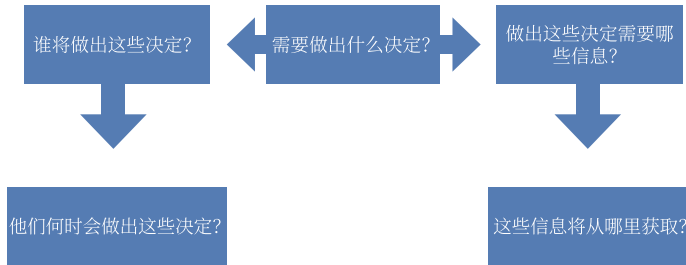 谁将做出这些决定？
需要做出什么决定？
做出这些决定需要哪
些信息？
他们何时会做出这些决定？
这些信息将从哪里获取？